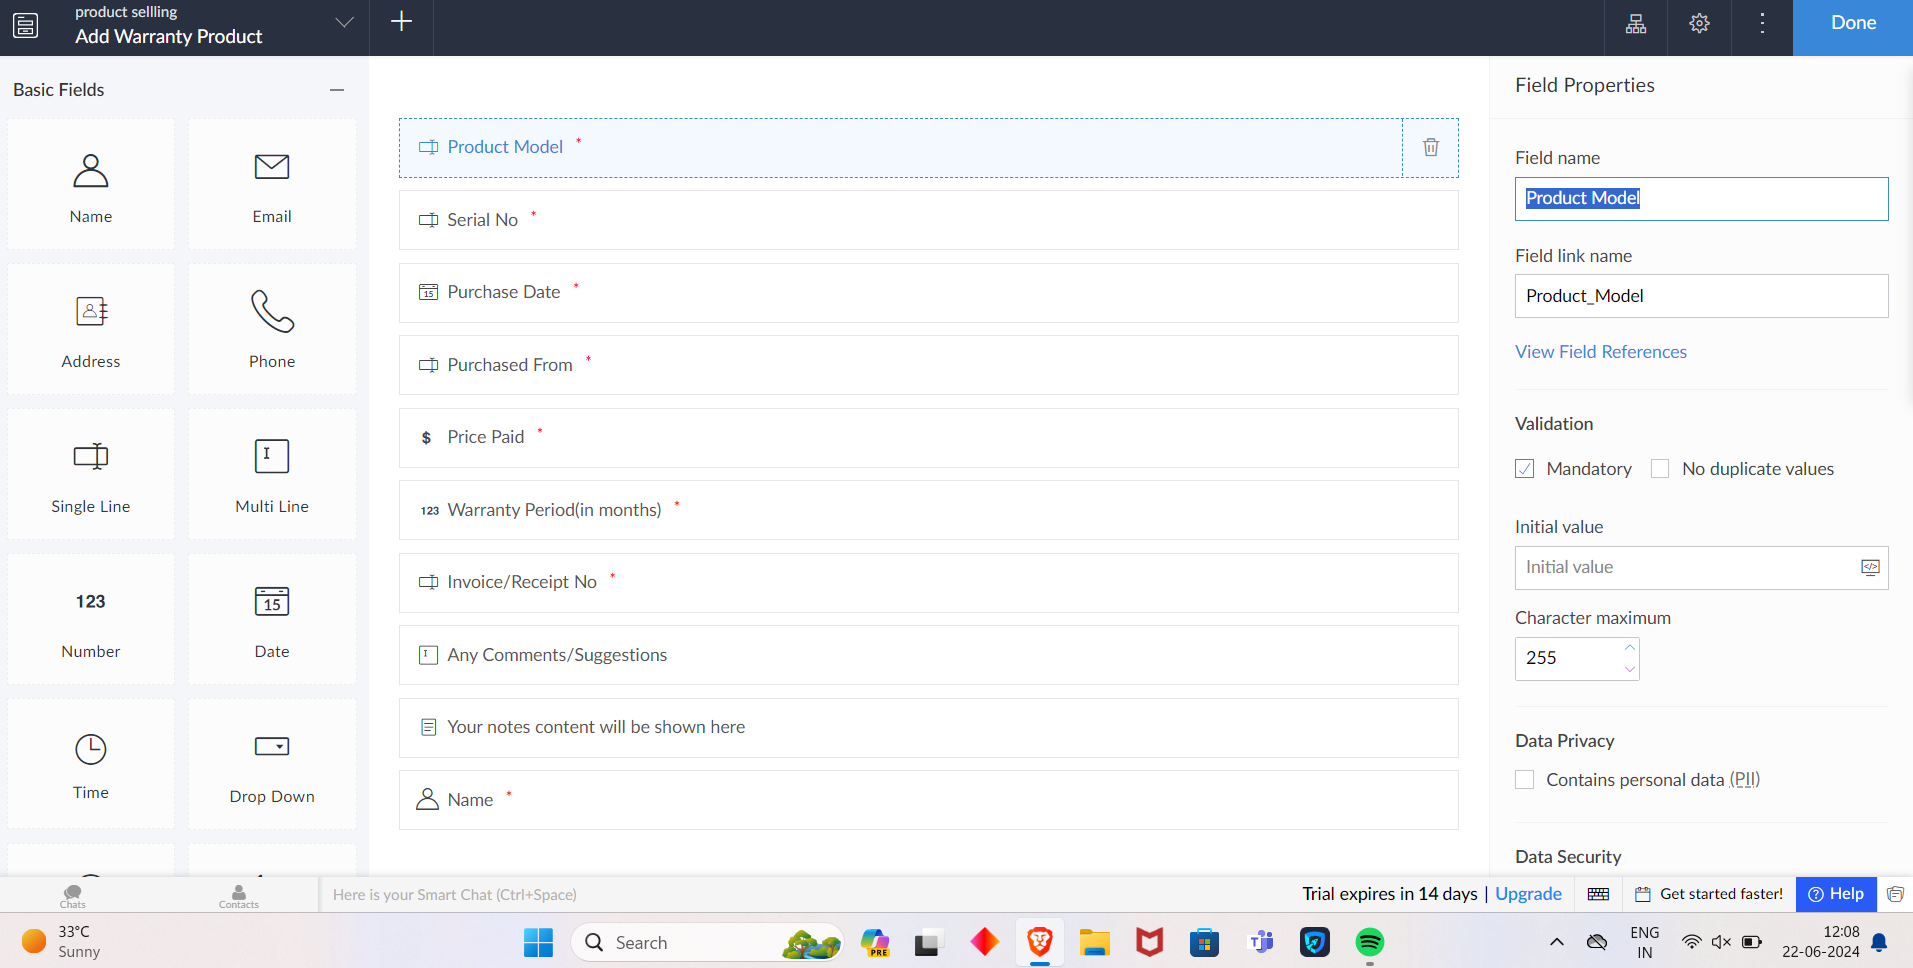 product sellling
Add Warranty Product
Done
Basic Fields
Name
Email
Address
Phone
Single Line
Multi Line
123
Number
15
Date
Time
Drop Down
Product Model *
Serial No *
15 Purchase Date *
Purchased From *
$ Price Paid *
123 Warranty Period(in months) *
Invoice/Receipt No *
Any Comments/Suggestions
Your notes content will be shown here
Name *
Field Properties
Field name
Product Model
Field link name
Product_Model
View Field References
Validation
Mandatory No duplicate values
Initial value
Initial value
Character maximum
255
Data Privacy
Contains personal data (PII)
Data Security
Chats
Contacts
Here is your Smart Chat (Ctrl+Space)
Trial expires in 14 days | Upgrade
Get started faster!
Help
33°C
Sunny
Search
PRE
ENG
IN
12:08
22-06-2024